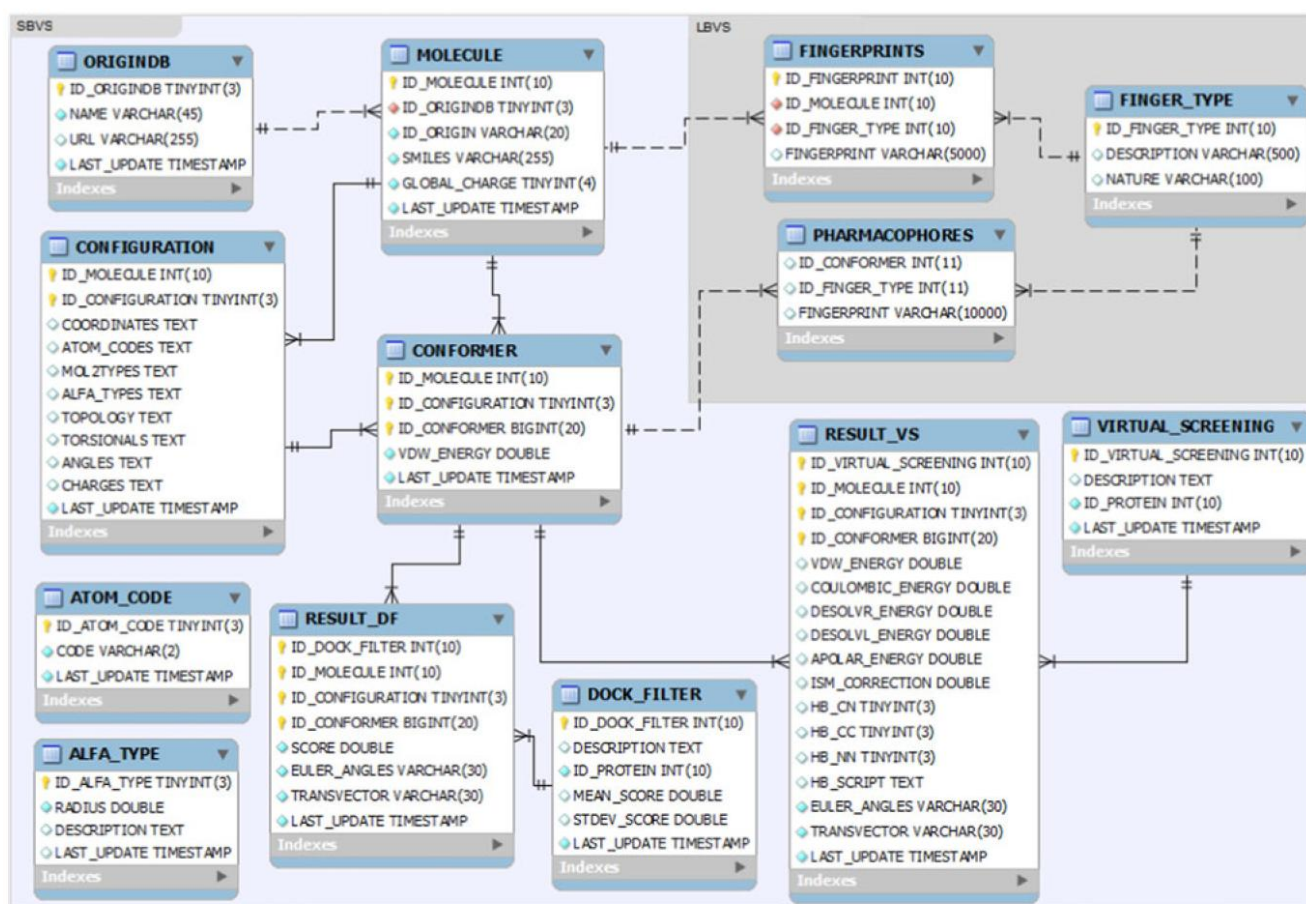 SBVS
LBVS
ORIGINDB
ID_ORIGINDB TINYINT(3)
NAME VARCHAR(45)
URL VARCHAR(255)
LAST_UPDATE TIMESTAMP
Indexes
MOLECULE
ID_MOLECULE INT(10)
ID_ORIGINDB TINYINT(3)
ID_ORIGIN VARCHAR(20)
SMILES VARCHAR(255)
GLOBAL_CHARGE TINYINT(4)
LAST_UPDATE TIMESTAMP
Indexes
FINGERPRINTS
ID_FINGERPRINT INT(10)
ID_MOLECULE INT(10)
ID_FINGER_TYPE INT(10)
FINGERPRINT VARCHAR(5000)
Indexes
FINGER_TYPE
ID_FINGER_TYPE INT(10)
DESCRIPTION VARCHAR(500)
NATURE VARCHAR(100)
Indexes
CONFIGURATION
ID_MOLECULE INT(10)
ID_CONFIGURATION TINYINT(3)
COORDINATES TEXT
ATOM_CODES TEXT
MOL2TYPES TEXT
ALFA_TYPES TEXT
TOPOLOGY TEXT
TORSIONALS TEXT
ANGLES TEXT
CHARGES TEXT
LAST_UPDATE TIMESTAMP
Indexes
PHARMACOPHORES
ID_CONFORMER INT(11)
ID_FINGER_TYPE INT(11)
FINGERPRINT VARCHAR(10000)
Indexes
CONFORMER
ID_MOLECULE INT(10)
ID_CONFIGURATION TINYINT(3)
ID_CONFORMER BIGINT(20)
VDW_ENERGY DOUBLE
LAST_UPDATE TIMESTAMP
Indexes
RESULT_VS
ID_VIRTUAL_SCREENING INT(10)
ID_MOLECULE INT(10)
ID_CONFIGURATION TINYINT(3)
ID_CONFORMER BIGINT(20)
VDW_ENERGY DOUBLE
COULOMBIC_ENERGY DOUBLE
DESOLVR_ENERGY DOUBLE
DESOLVL_ENERGY DOUBLE
APOLAR_ENERGY DOUBLE
ISM_CORRECTION DOUBLE
HB_CN TINYINT(3)
HB_CC TINYINT(3)
HB_NN TINYINT(3)
HB_SCRIPT TEXT
EULER_ANGLES VARCHAR(30)
TRANSVECTOR VARCHAR(30)
LAST_UPDATE TIMESTAMP
Indexes
VIRTUAL_SCREENING
ID_VIRTUAL_SCREENING INT(10)
DESCRIPTION TEXT
ID_PROTEIN INT(10)
LAST_UPDATE TIMESTAMP
Indexes
ATOM_CODE
ID_ATOM_CODE TINYINT(3)
CODE VARCHAR(2)
LAST_UPDATE TIMESTAMP
Indexes
RESULT_DF
ID_DOCK_FILTER INT(10)
ID_MOLECULE INT(10)
ID_CONFIGURATION TINYINT(3)
ID_CONFORMER BIGINT(20)
SCORE DOUBLE
EULER_ANGLES VARCHAR(30)
TRANSVECTOR VARCHAR(30)
LAST_UPDATE TIMESTAMP
Indexes
DOCK_FILTER
ID_DOCK_FILTER INT(10)
DESCRIPTION TEXT
ID_PROTEIN INT(10)
MEAN_SCORE DOUBLE
STDEV_SCORE DOUBLE
LAST_UPDATE TIMESTAMP
Indexes
ALFA_TYPE
ID_ALFA_TYPE TINYINT(3)
RADIUS DOUBLE
DESCRIPTION TEXT
LAST_UPDATE TIMESTAMP
Indexes